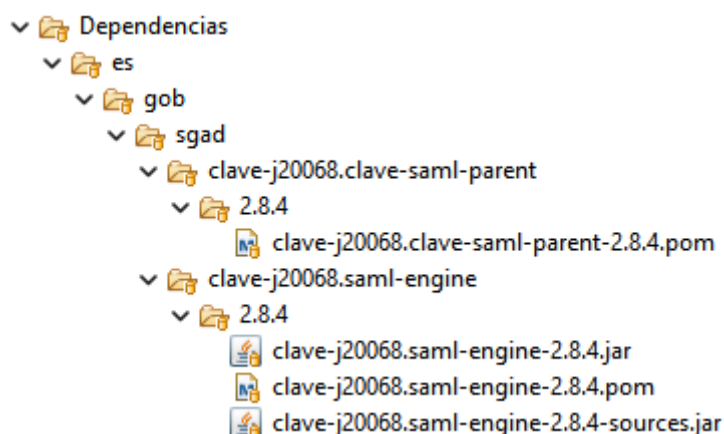 Dependencias
es
gob
sgad
clave-j20068.clave-saml-parent
2.8.4
clave-j20068.clave-saml-parent-2.8.4.pom
clave-j20068.saml-engine
2.8.4
clave-j20068.saml-engine-2.8.4.jar
clave-j20068.saml-engine-2.8.4.pom
clave-j20068.saml-engine-2.8.4-sources.jar